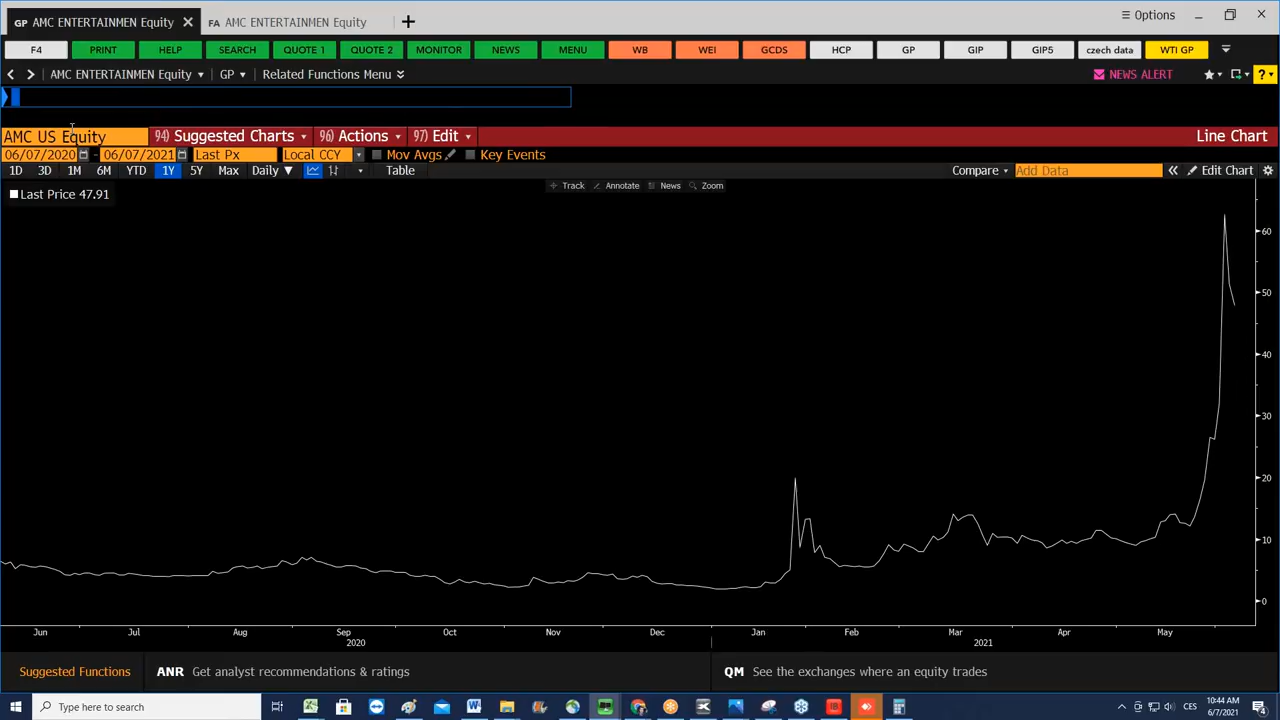 GP AMC ENTERTAINMEN Equity ✕ FA AMC ENTERTAINMEN Equity + Options
F4 PRINT HELP SEARCH QUOTE 1 QUOTE 2 MONITOR NEWS MENU WB WEI GCDS HCP GP GIP GIP5 czech data WTI GP
AMC ENTERTAINMEN Equity GP Related Functions Menu NEWS ALERT ?
AMC US Equity 94) Suggested Charts 96) Actions 97) Edit Line Chart
06/07/2020 - 06/07/2021 Last Px Local CCY Mov Avgs Key Events
1D 3D 1M 6M YTD 1Y 5Y Max Daily ▼ Table Compare Add Data « Edit Chart
Track Annotate News Zoom
Last Price 47.91
60
50
40
30
20
10
0
Jun Jul Aug Sep Oct Nov Dec Jan Feb Mar Apr May
2020 2021
Suggested Functions ANR Get analyst recommendations & ratings QM See the exchanges where an equity trades
Type here to search CES 10:44 AM
6/7/2021